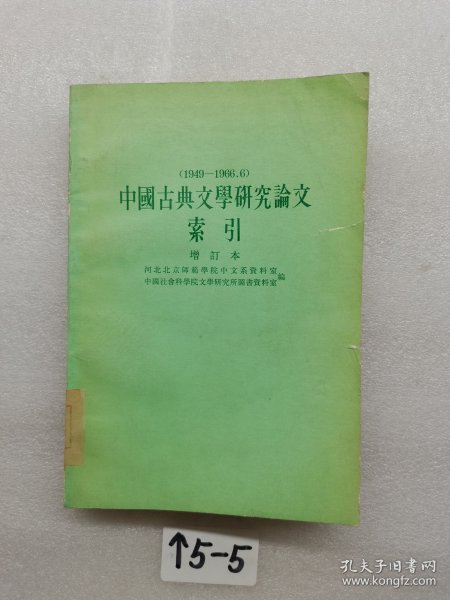 (1949—1966.6)
中國古典文學研究論文
索引
增訂本
河北北京師範學院中文系資料室
中國社會科學院文學研究所圖書資料室
編
↑5-5
孔夫子旧书网
www.kongfz.com